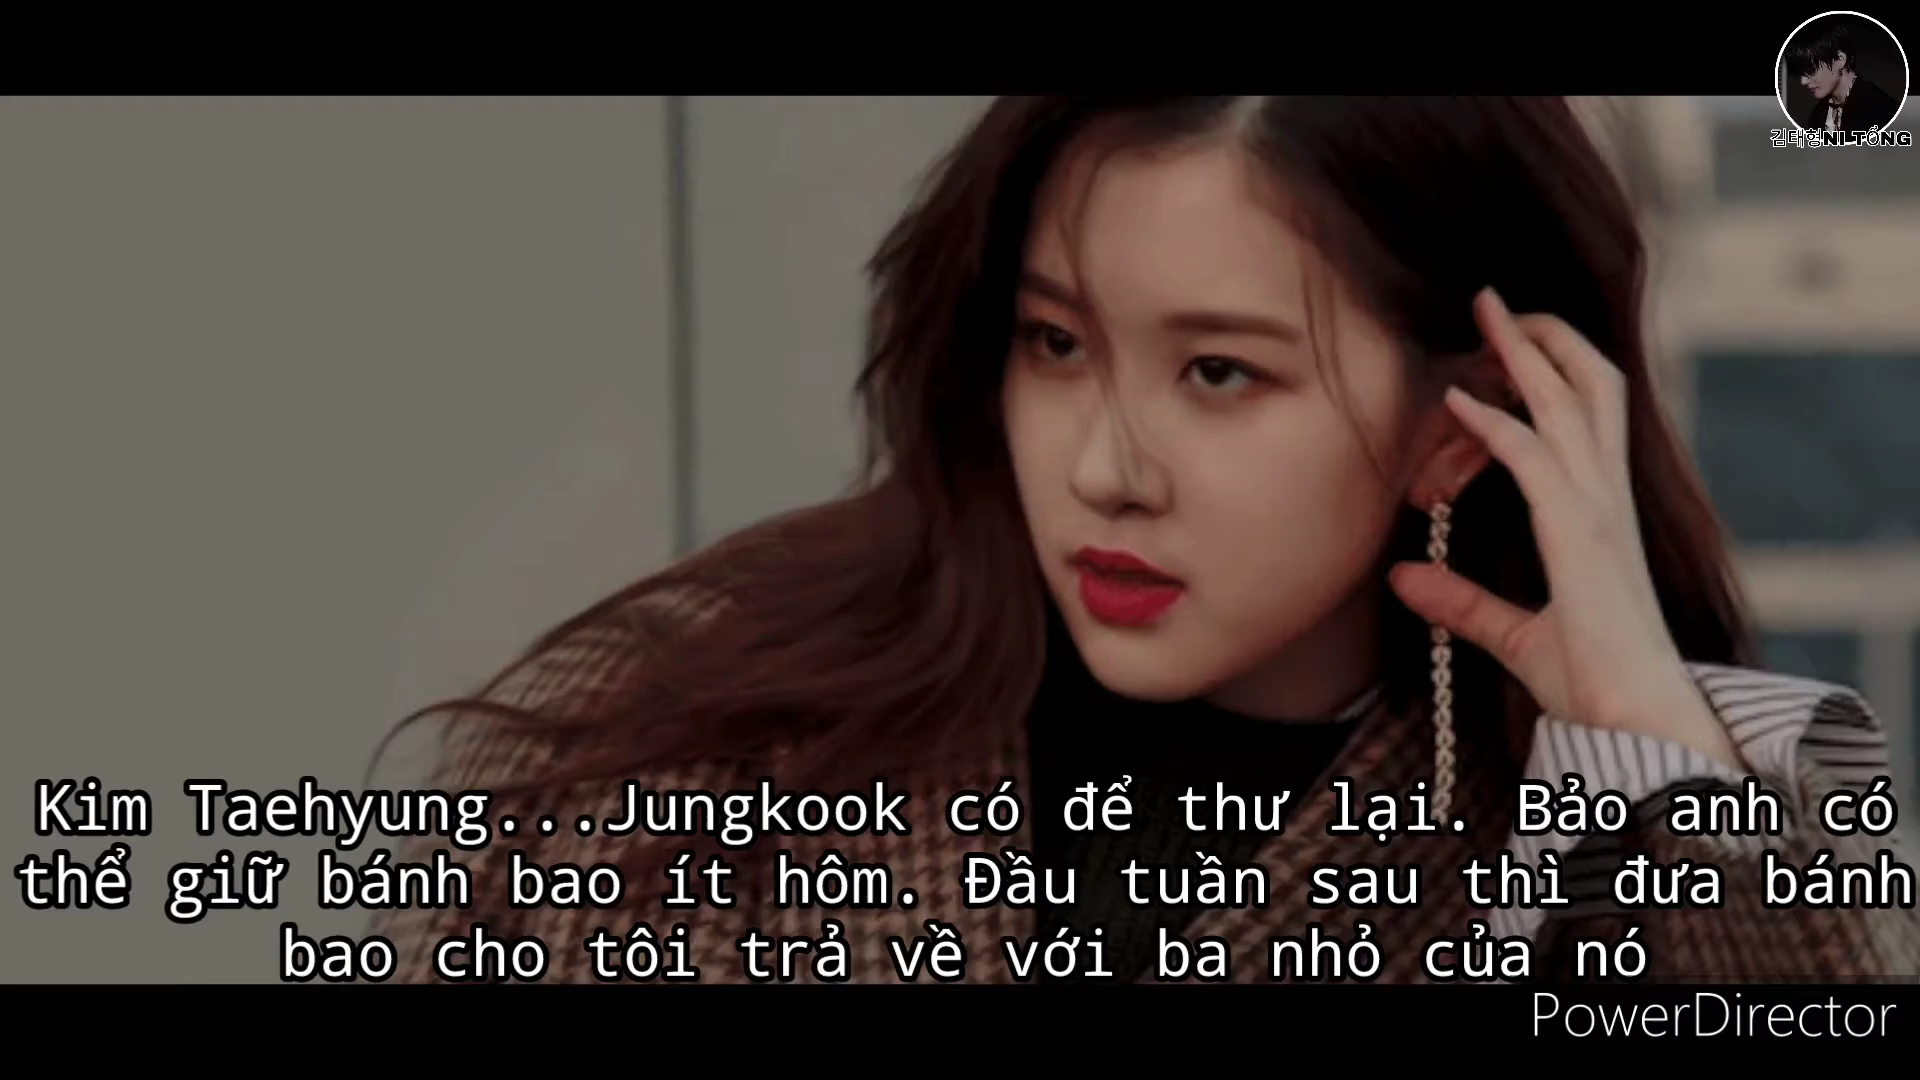 김태형NI TỔNG
Kim Taehyung...Jungkook có để thư lại. Bảo anh có
thể giữ bánh bao ít hôm. Đầu tuần sau thì đưa bánh
bao cho tôi trả về với ba nhỏ của nó
PowerDirector